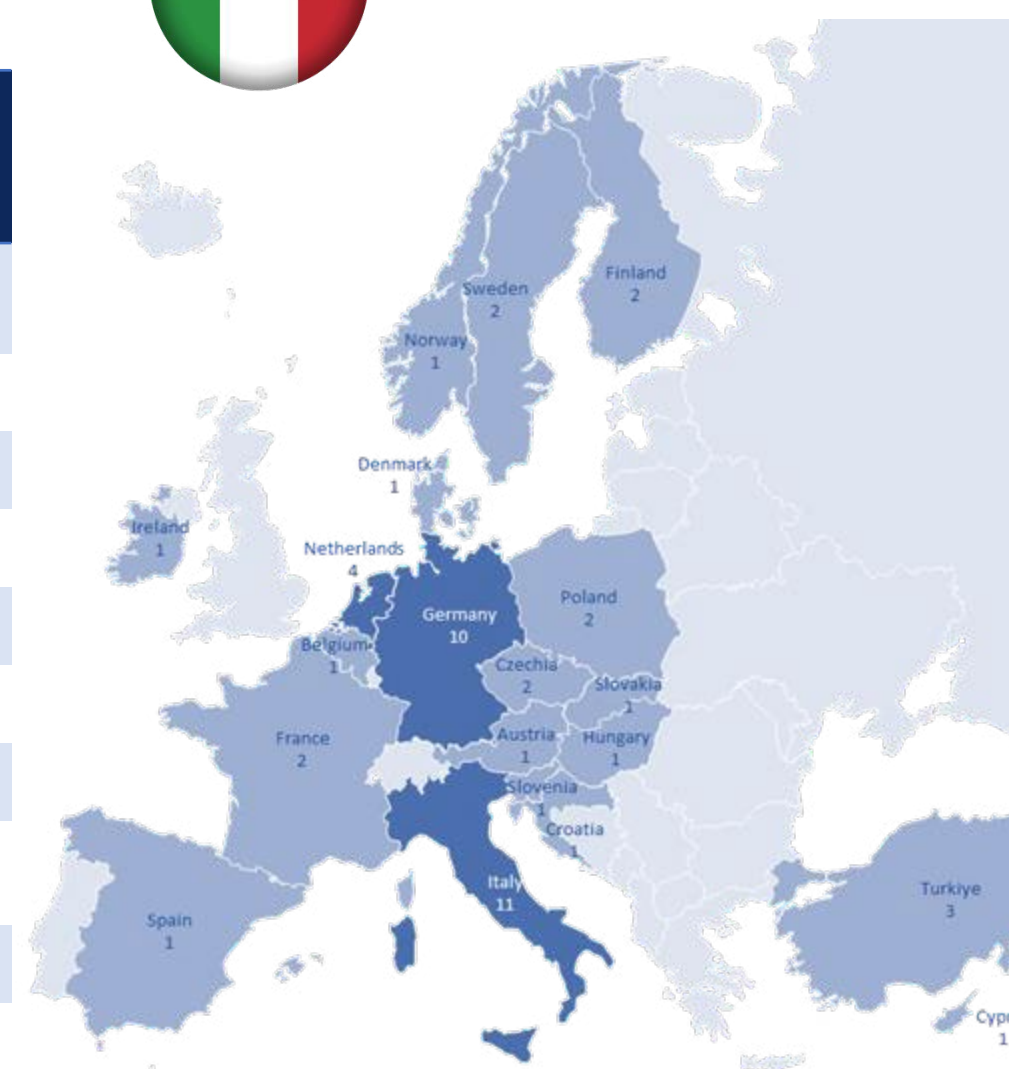 Finland
2
Sweden
2
Norway
1
Denmark
1
Ireland
1
Netherlands
4
Germany
10
Poland
2
Belgium
1
Czechia
2
Slovakia
1
France
2
Austria
1
Hungary
1
Slovenia
1
Croatia
1
Italy
11
Turkiye
3
Spain
1
Cyp
1